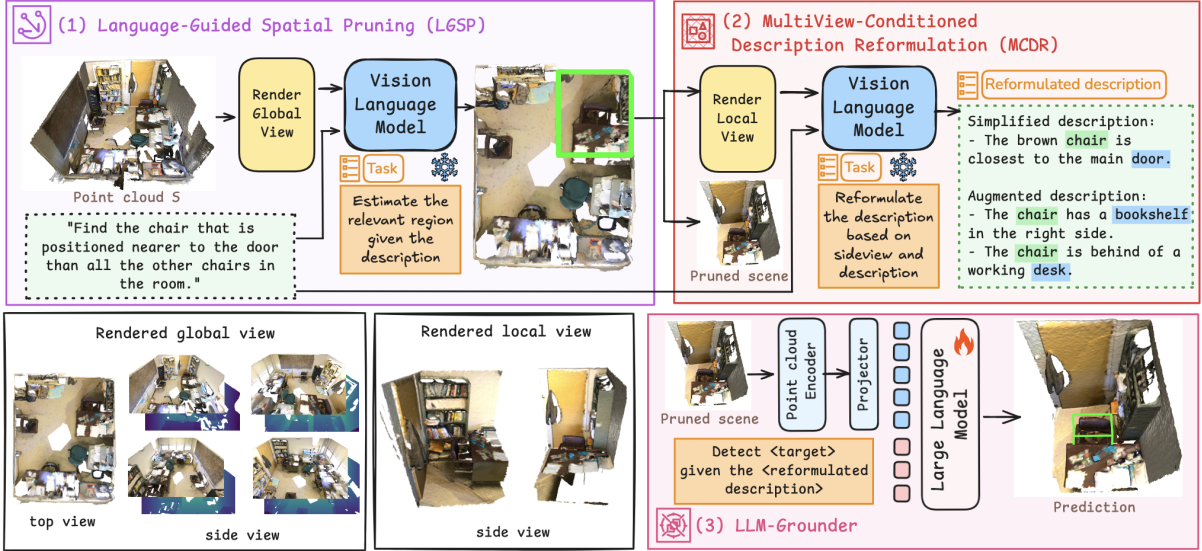 (1) Language-Guided Spatial Pruning (LGSP)
Point cloud S
"Find the chair that is
positioned nearer to the door
than all the other chairs in
the room."
Render
Global
View
Vision
Language
Model
Task
Estimate the
relevant region
given the
description
(2) MultiView-Conditioned
Description Reformulation (MCDR)
Render
Local
View
Pruned scene
Vision
Language
Model
Task
Reformulate
the description
based on
sideview and
description
Reformulated description
Simplified description:
- The brown chair is
closest to the main door.
Augmented description:
- The chair has a bookshelf
in the right side.
- The chair is behind of a
working desk.
Rendered global view
top view
side view
Rendered local view
side view
Pruned scene
Point cloud
Encoder
Projector
Large Language
Model
Detect <target>
given the <reformulated
description>
Prediction
(3) LLM-Grounder